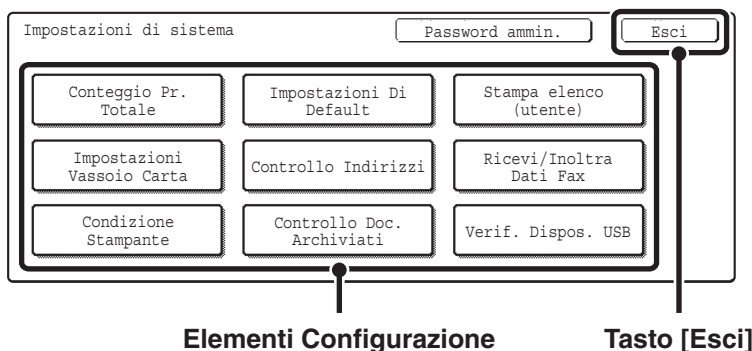 Impostazioni di sistema
Password ammin.
Esci
Conteggio Pr.
Totale
Impostazioni Di
Default
Stampa elenco
(utente)
Impostazioni
Vassoio Carta
Controllo Indirizzi
Ricevi/Inoltra
Dati Fax
Condizione
Stampante
Controllo Doc.
Archiviati
Verif. Dispos. USB
Elementi Configurazione
Tasto [Esci]